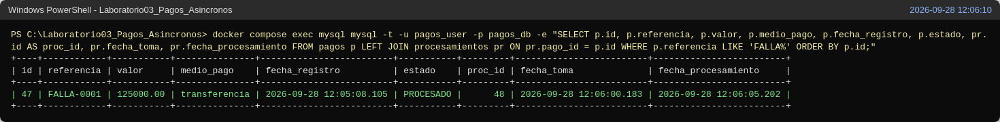 Windows PowerShell - Laboratorio03_Pagos_Asincronos
2026-09-28 12:06:10
PS C:\Laboratorio03_Pagos_Asincronos> docker compose exec mysql mysql -t -u pagos_user -p pagos_db -e "SELECT p.id, p.referencia, p.valor, p.medio_pago, p.fecha_registro, p.estado, pr.
id AS proc_id, pr.fecha_toma, pr.fecha_procesamiento FROM pagos p LEFT JOIN procesamientos pr ON pr.pago_id = p.id WHERE p.referencia LIKE 'FALLA%' ORDER BY p.id;"
+----+------------+-----------+---------------+-------------------------+-----------+---------+-------------------------+-------------------------+
| id | referencia | valor     | medio_pago    | fecha_registro          | estado    | proc_id | fecha_toma              | fecha_procesamiento     |
+----+------------+-----------+---------------+-------------------------+-----------+---------+-------------------------+-------------------------+
| 47 | FALLA-0001 | 125000.00 | transferencia | 2026-09-28 12:05:08.105 | PROCESADO |      48 | 2026-09-28 12:06:00.183 | 2026-09-28 12:06:05.202 |
+----+------------+-----------+---------------+-------------------------+-----------+---------+-------------------------+-------------------------+